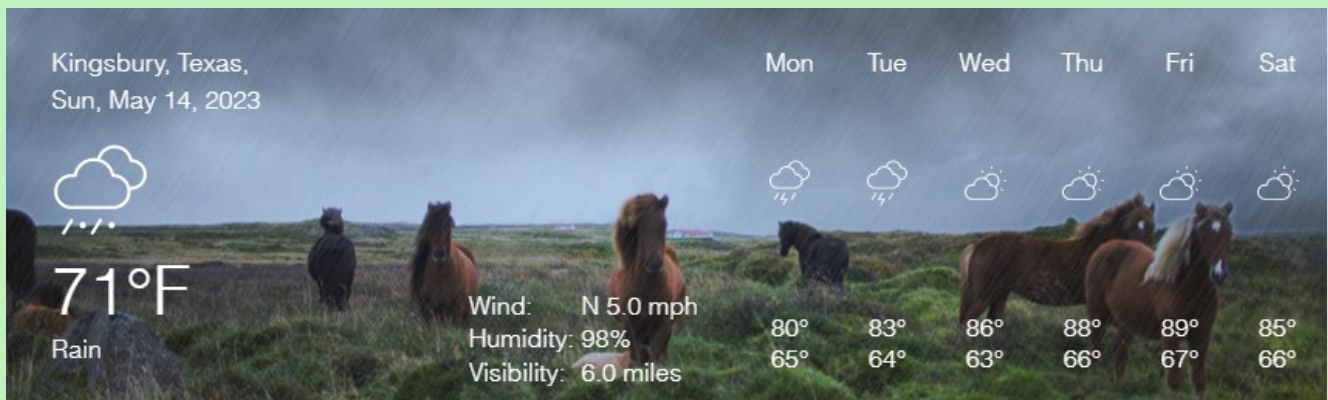 Kingsbury, Texas,
Sun, May 14, 2023
71°F
Rain
Wind: N 5.0 mph
Humidity: 98%
Visibility: 6.0 miles
Mon Tue Wed Thu Fri Sat
80° 83° 86° 88° 89° 85°
65° 64° 63° 66° 67° 66°